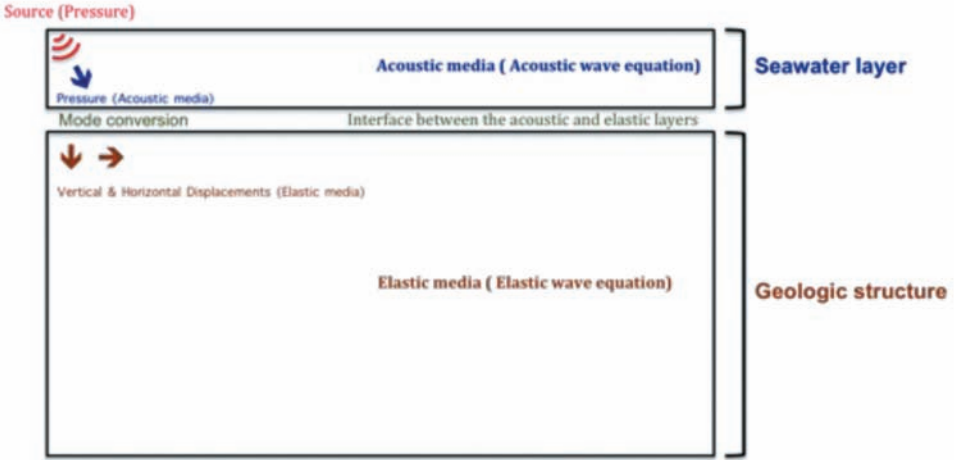 Source (Pressure)
Acoustic media ( Acoustic wave equation)
Seawater layer
Pressure (Acoustic media)
Mode conversion
Interface between the acoustic and elastic layers
Vertical & Horizontal Displacements (Elastic media)
Elastic media ( Elastic wave equation)
Geologic structure